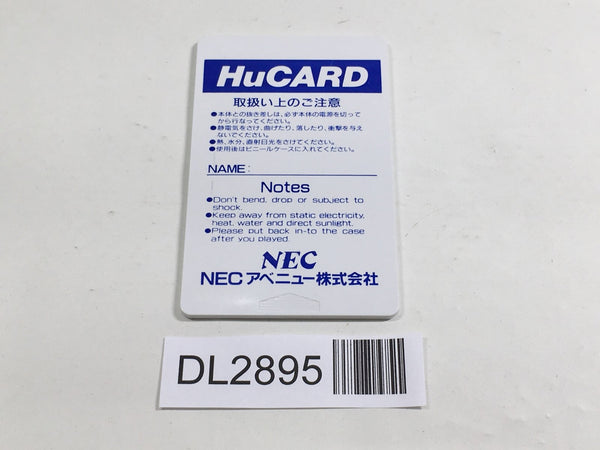 HuCARD
取扱い上のご注意
●本体との抜き差しは、必ず本体の電源を切って
から行なってください。
●静電気をさけ、曲げたり、落したり、衝撃を与え
ないでください。
●熱、水分、直射日光をさけてください。
●使用後はビニールケースに入れてください。
NAME:
Notes
●Don't bend, drop or subject to
shock.
●Keep away from static electricity,
heat, water and direct sunlight.
●Please put back in-to the case
after you played.
NEC
NECアベニュー株式会社
DL2895